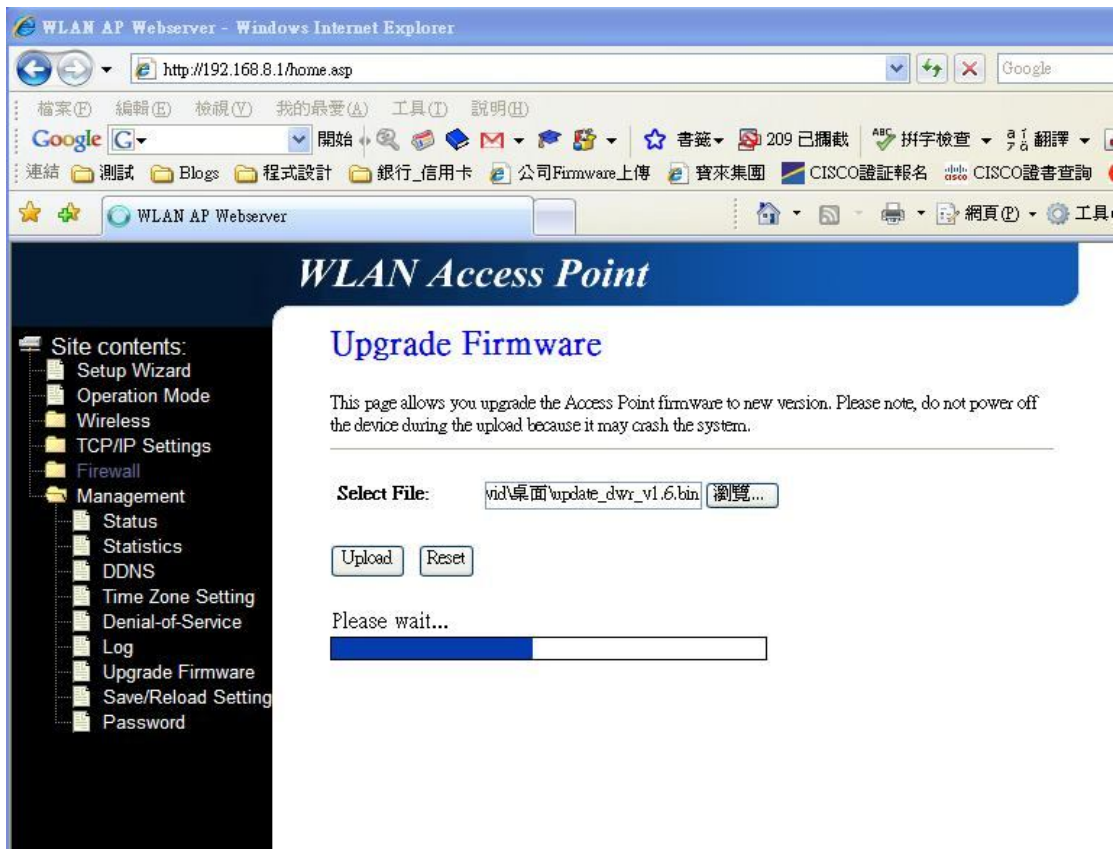 WLAN AP Webserver - Windows Internet Explorer
http://192.168.8.1/home.asp
Google
檔案(F) 編輯(E) 檢視(V) 我的最愛(A) 工具(T) 說明(H)
Google G 開始 書籤 209 已攔截 ABC 拼字檢查 翻譯
連結 測試 Blogs 程式設計 銀行_信用卡 公司Firmware上傳 寶來集團 CISCO證証報名 CISCO證書查詢
WLAN AP Webserver 網頁(P) 工具
WLAN Access Point
Site contents:
Setup Wizard
Operation Mode
Wireless
TCP/IP Settings
Firewall
Management
Status
Statistics
DDNS
Time Zone Setting
Denial-of-Service
Log
Upgrade Firmware
Save/Reload Setting
Password
Upgrade Firmware
This page allows you upgrade the Access Point firmware to new version. Please note, do not power off
the device during the upload because it may crash the system.
Select File: vid\桌面\update_dwr_v1.6.bin 瀏覽...
Upload Reset
Please wait...